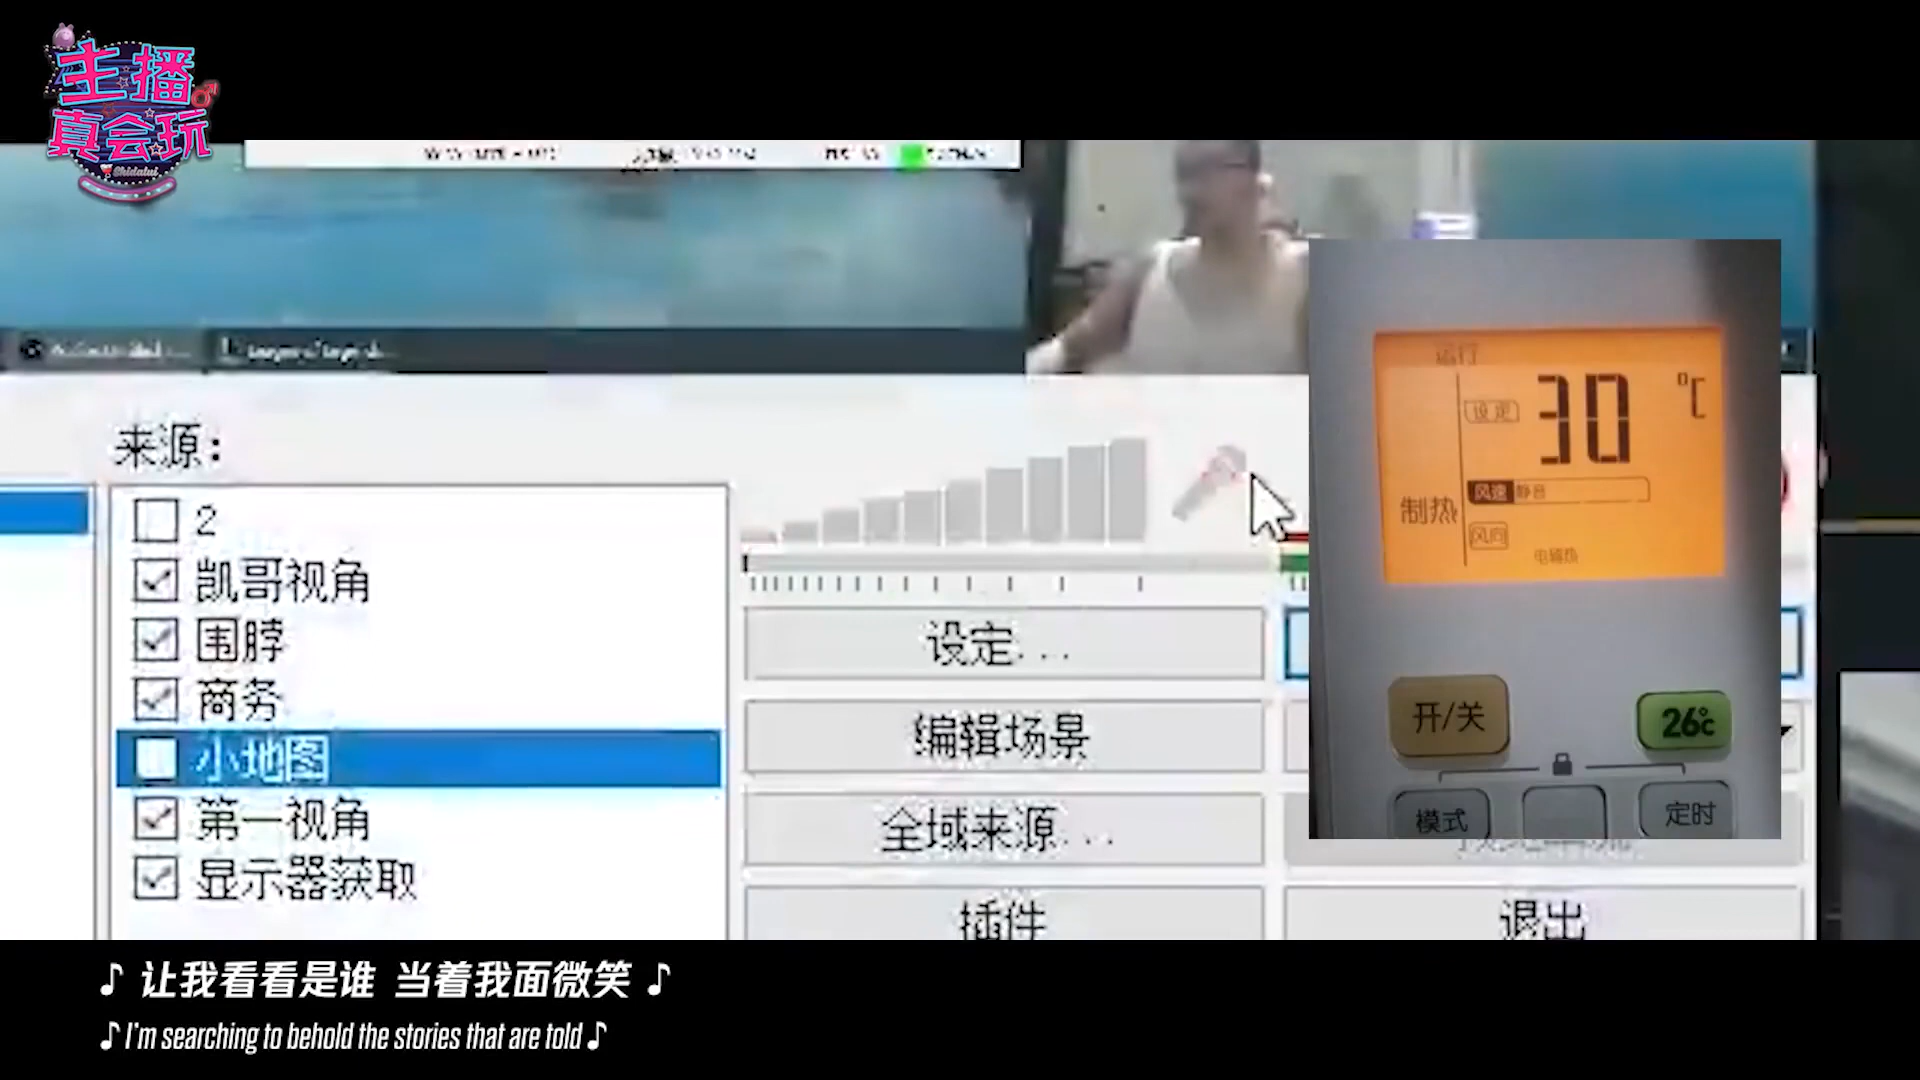 主播
真会玩
Shidalui
来源：
2
凯哥视角
围脖
商务
小地图
第一视角
显示器获取
设定...
编辑场景
全域来源...
插件
退出
运行
设定
30
℃
风速 静音
制热
风向
电辅热
开/关
26℃
模式
定时
♪ 让我看看是谁 当着我面微笑 ♪
♪ I'm searching to behold the stories that are told ♪